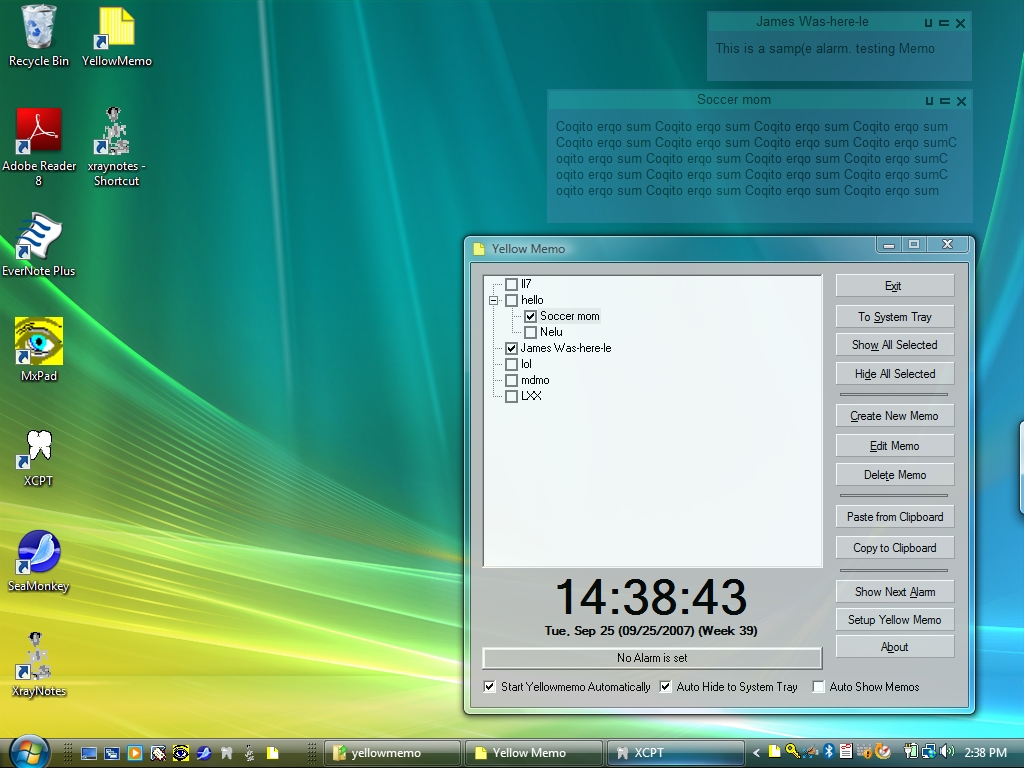 Recycle Bin
YellowMemo
Adobe Reader
8
xraynotes -
Shortcut
EverNote Plus
MxPad
XCPT
SeaMonkey
XrayNotes
James Was-here-le
This is a samp(e alarm. testing Memo
Soccer mom
Coqito erqo sum Coqito erqo sum Coqito erqo sum Coqito erqo sum
Coqito erqo sum Coqito erqo sum Coqito erqo sum Coqito erqo sumC
oqito erqo sum Coqito erqo sum Coqito erqo sum Coqito erqo sumC
oqito erqo sum Coqito erqo sum Coqito erqo sum Coqito erqo sumC
oqito erqo sum Coqito erqo sum Coqito erqo sum Coqito erqo sum
Yellow Memo
ll7
hello
Soccer mom
Nelu
James Was-here-le
lol
mdmo
LXX
Exit
To System Tray
Show All Selected
Hide All Selected
Create New Memo
Edit Memo
Delete Memo
Paste from Clipboard
Copy to Clipboard
Show Next Alarm
Setup Yellow Memo
About
14:38:43
Tue, Sep 25 (09/25/2007) (Week 39)
No Alarm is set
Start Yellowmemo Automatically
Auto Hide to System Tray
Auto Show Memos
yellowmemo
Yellow Memo
XCPT
2:38 PM